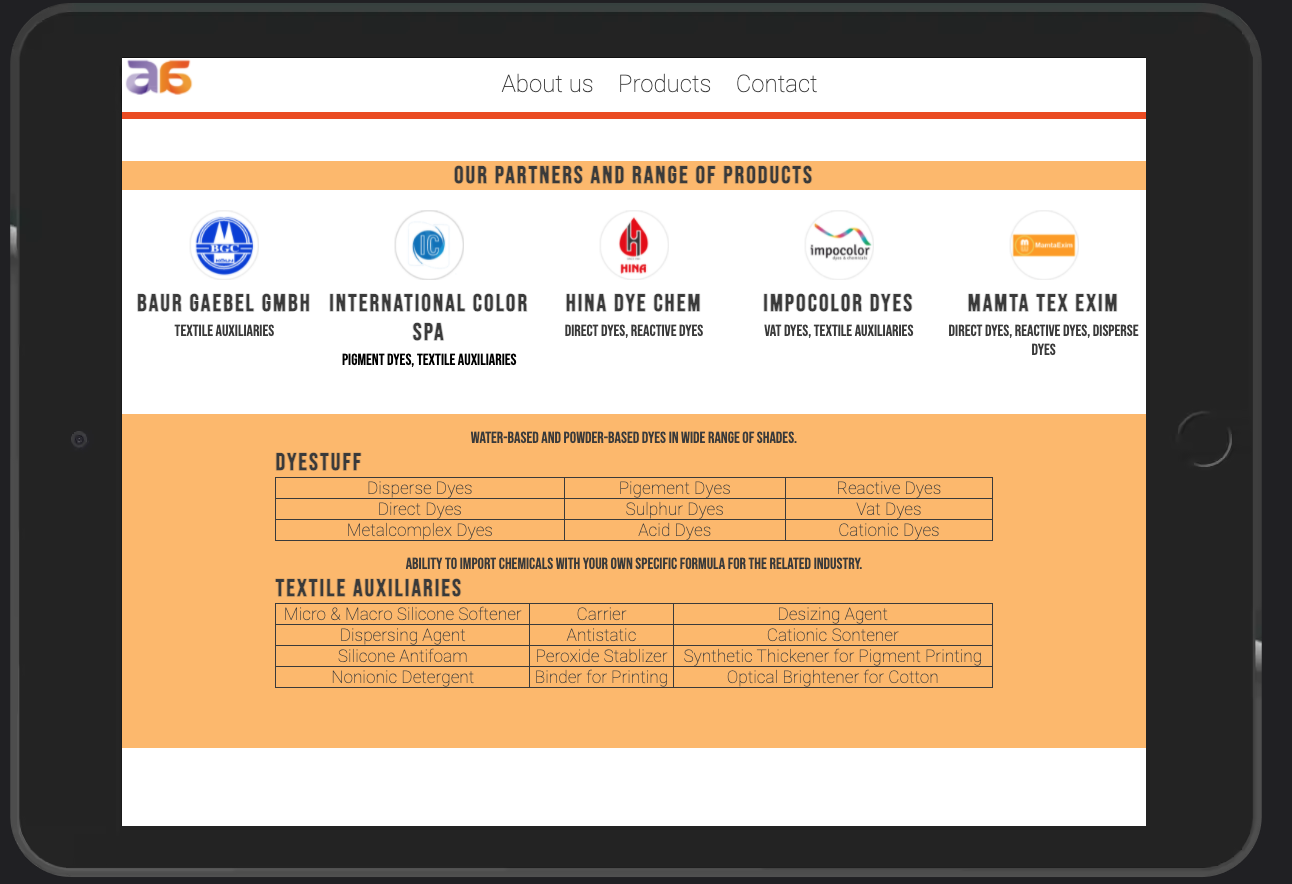 a6
About us Products Contact
OUR PARTNERS AND RANGE OF PRODUCTS
BGC
IC
H
HINA
impocolor
dyes & chemicals
MamtaExim
BAUR GAEBEL GMBH
TEXTILE AUXILIARIES
INTERNATIONAL COLOR
SPA
PIGMENT DYES, TEXTILE AUXILIARIES
HINA DYE CHEM
DIRECT DYES, REACTIVE DYES
IMPOCOLOR DYES
VAT DYES, TEXTILE AUXILIARIES
MAMTA TEX EXIM
DIRECT DYES, REACTIVE DYES, DISPERSE
DYES
WATER-BASED AND POWDER-BASED DYES IN WIDE RANGE OF SHADES.
DYESTUFF
Disperse Dyes Pigement Dyes Reactive Dyes
Direct Dyes Sulphur Dyes Vat Dyes
Metalcomplex Dyes Acid Dyes Cationic Dyes
ABILITY TO IMPORT CHEMICALS WITH YOUR OWN SPECIFIC FORMULA FOR THE RELATED INDUSTRY.
TEXTILE AUXILIARIES
Micro & Macro Silicone Softener Carrier Desizing Agent
Dispersing Agent Antistatic Cationic Sontener
Silicone Antifoam Peroxide Stablizer Synthetic Thickener for Pigment Printing
Nonionic Detergent Binder for Printing Optical Brightener for Cotton